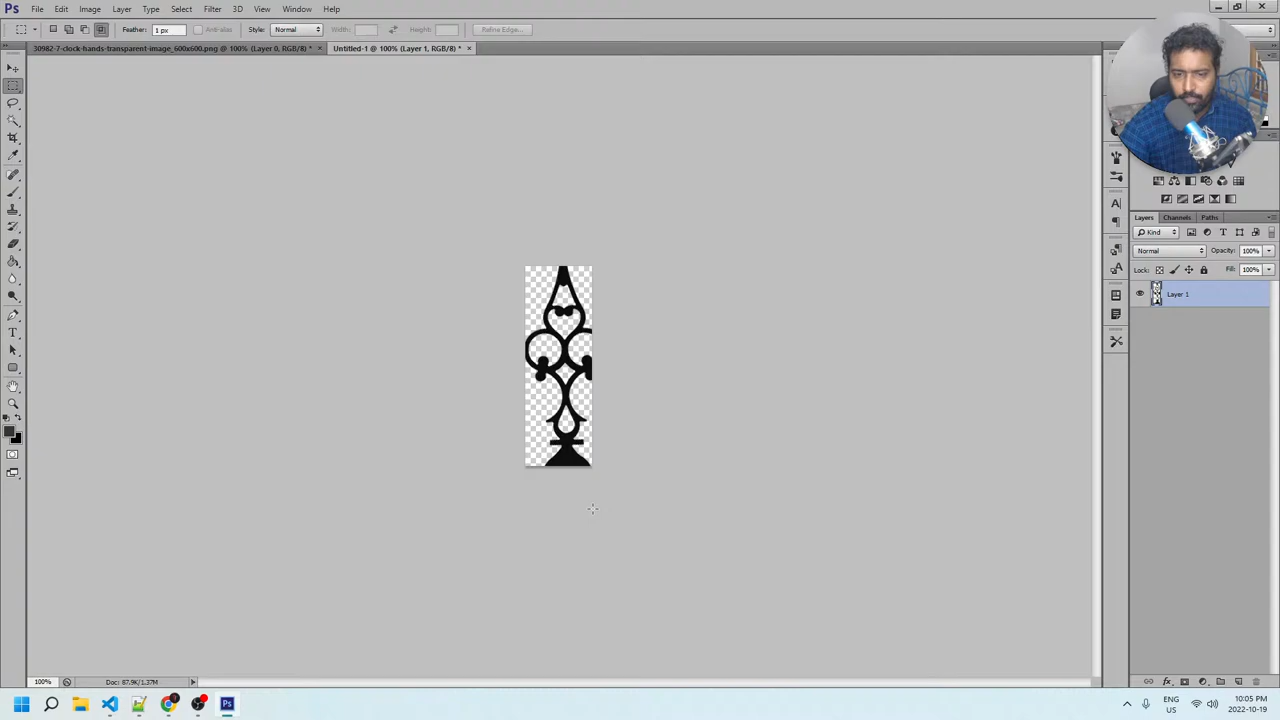 Ps File Edit Image Layer Type Select Filter 3D View Window Help
Feather: 1 px Anti-alias Style: Normal Width: Height: Refine Edge...
30982-7-clock-hands-transparent-image_600x600.png @ 100% (Layer 0, RGB/8) * × Untitled-1 @ 100% (Layer 1, RGB/8) * ×
Layers Channels Paths
Kind
Normal Opacity: 100%
Lock: Fill: 100%
Layer 1
100% Doc: 87.9K/1.37M
Ps ENG
US 10:05 PM
2022-10-19